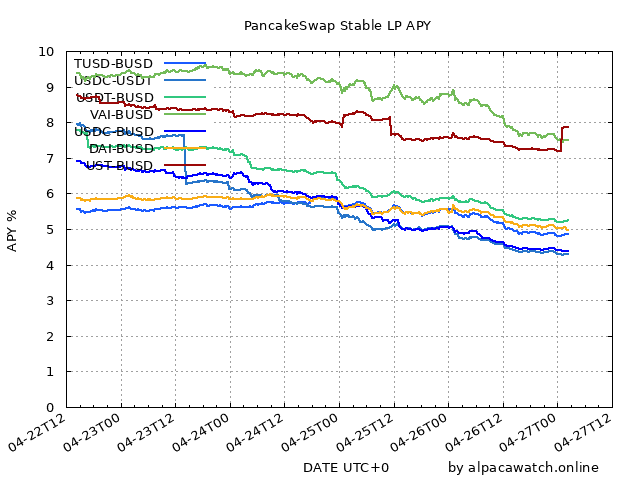 PancakeSwap Stable LP APY
10
9
8
7
6
5
4
3
2
1
0
APY %
TUSD-BUSD
USDC-USDT
USDT-BUSD
VAI-BUSD
USDC-BUSD
DAI-BUSD
UST-BUSD
04-22T12
04-23T00
04-23T12
04-24T00
04-24T12
04-25T00
04-25T12
04-26T00
04-26T12
04-27T00
04-27T12
DATE UTC+0
by alpacawatch.online